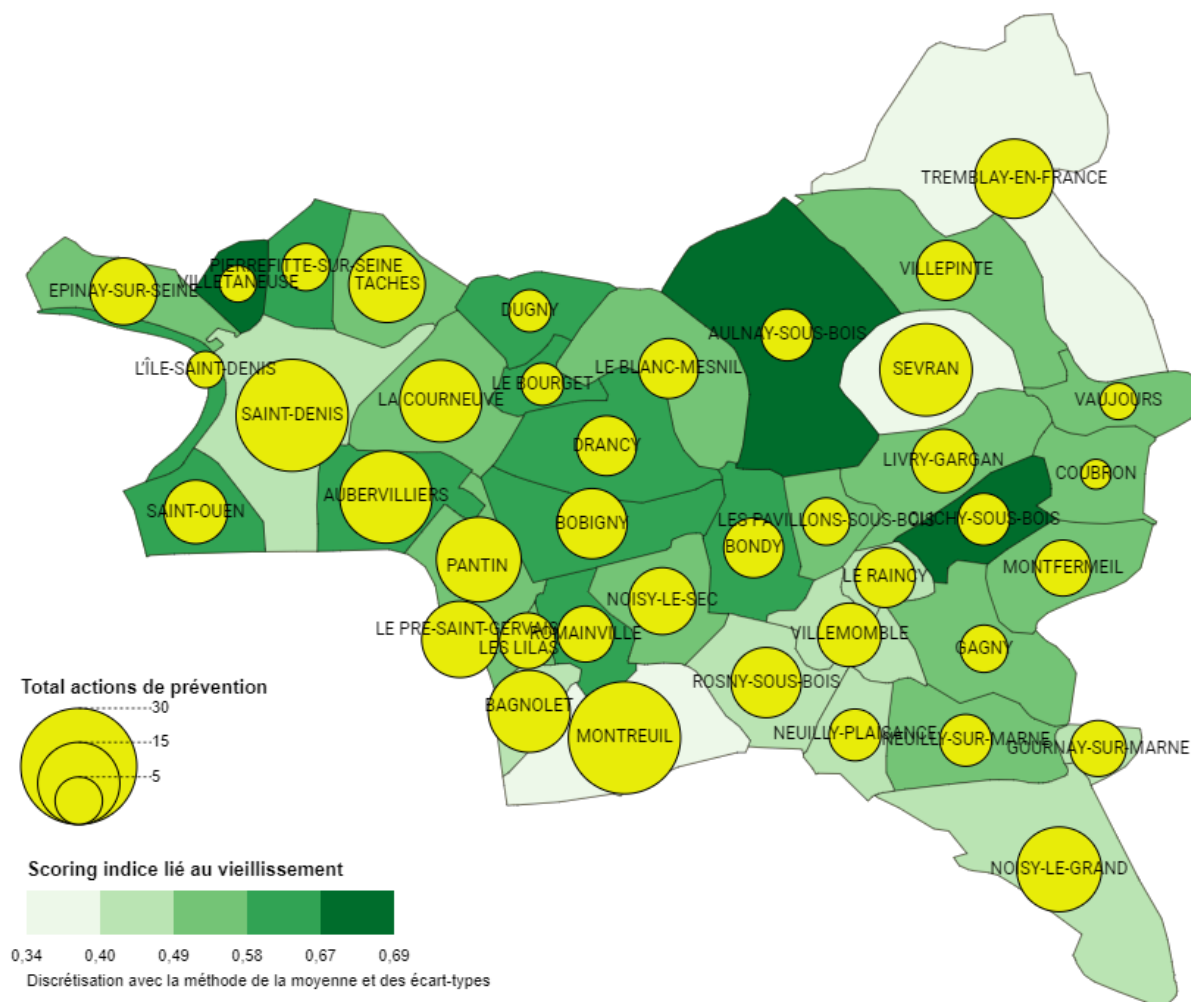 TREMBLAY-EN-FRANCE
PIERREFITTE-SUR-SEINE
VILLEPINTE
VILLETANEUSE
TACHES
EPINAY-SUR-SEINE
DUGNY
AULNAY-SOUS-BOIS
L'ÎLE-SAINT-DENIS
LE BLANC-MESNIL
SEVRAN
LE BOURGET
LA COURNEUVE
VAUJOURS
SAINT-DENIS
DRANCY
LIVRY-GARGAN
COUBRON
AUBERVILLIERS
SAINT-OUEN
BOBIGNY
LES PAVILLONS-SOUS-BOIS
CLICHY-SOUS-BOIS
BONDY
PANTIN
LE RAINCY
MONTFERMEIL
NOISY-LE-SEC
LE PRE-SAINT-GERVAIS
ROMAINVILLE
VILLEMOMBLE
LES LILAS
GAGNY
ROSNY-SOUS-BOIS
BAGNOLET
MONTREUIL
NEUILLY-PLAISANCE
NEUILLY-SUR-MARNE
GOURNAY-SUR-MARNE
NOISY-LE-GRAND
Total actions de prévention
30
15
5
Scoring indice lié au vieillissement
0,34 0,40 0,49 0,58 0,67 0,69
Discrétisation avec la méthode de la moyenne et des écart-types